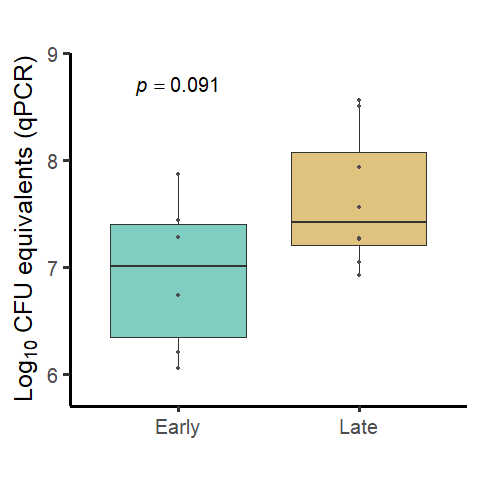 p = 0.091
Log₁₀ CFU equivalents (qPCR)
9
8
7
6
Early Late